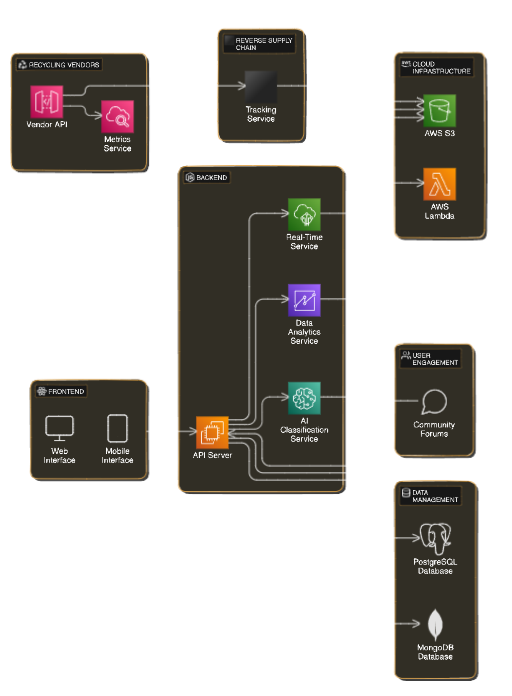 RECYCLING VENDORS
Vendor API
Metrics
Service
REVERSE SUPPLY
CHAIN
Tracking
Service
aws CLOUD
INFRASTRUCTURE
AWS S3
AWS
Lambda
BACKEND
Real-Time
Service
Data
Analytics
Service
AI
Classification
Service
API Server
FRONTEND
Web
Interface
Mobile
Interface
USER
ENGAGEMENT
Community
Forums
DATA
MANAGEMENT
PostgreSQL
Database
MongoDB
Database